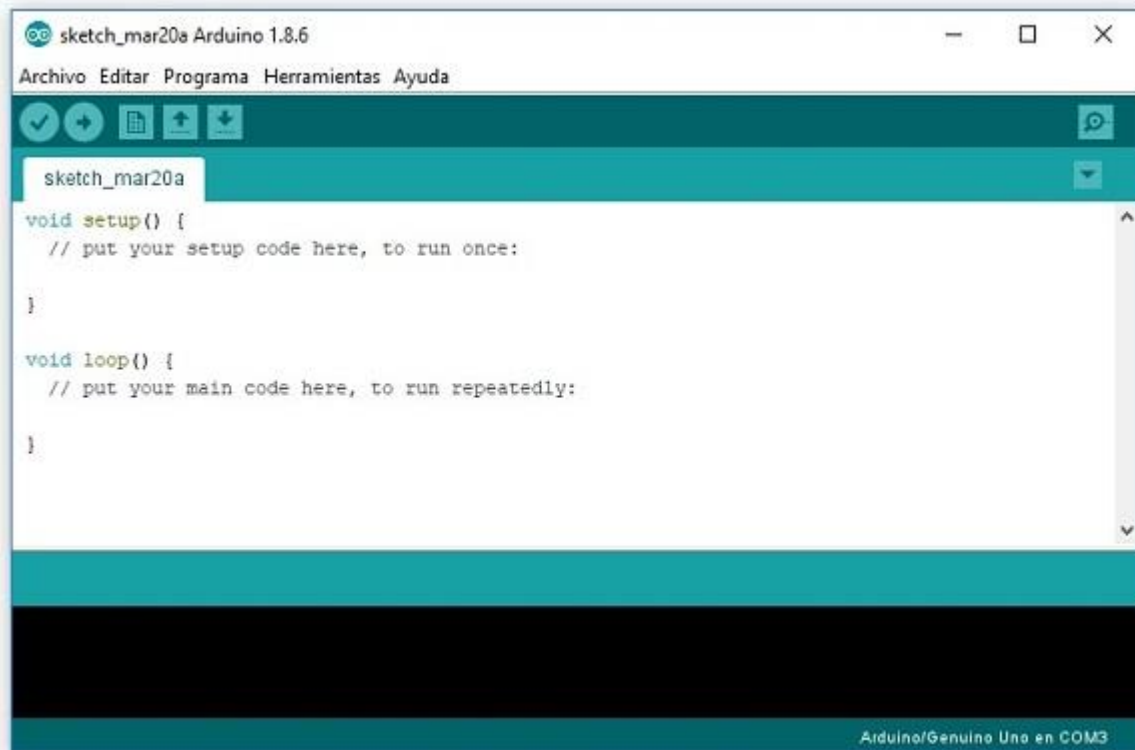 sketch_mar20a Arduino 1.8.6
Archivo Editar Programa Herramientas Ayuda
sketch_mar20a
void setup() {
  // put your setup code here, to run once:
}
void loop() {
  // put your main code here, to run repeatedly:
}
Arduino/Genuino Uno en COM3